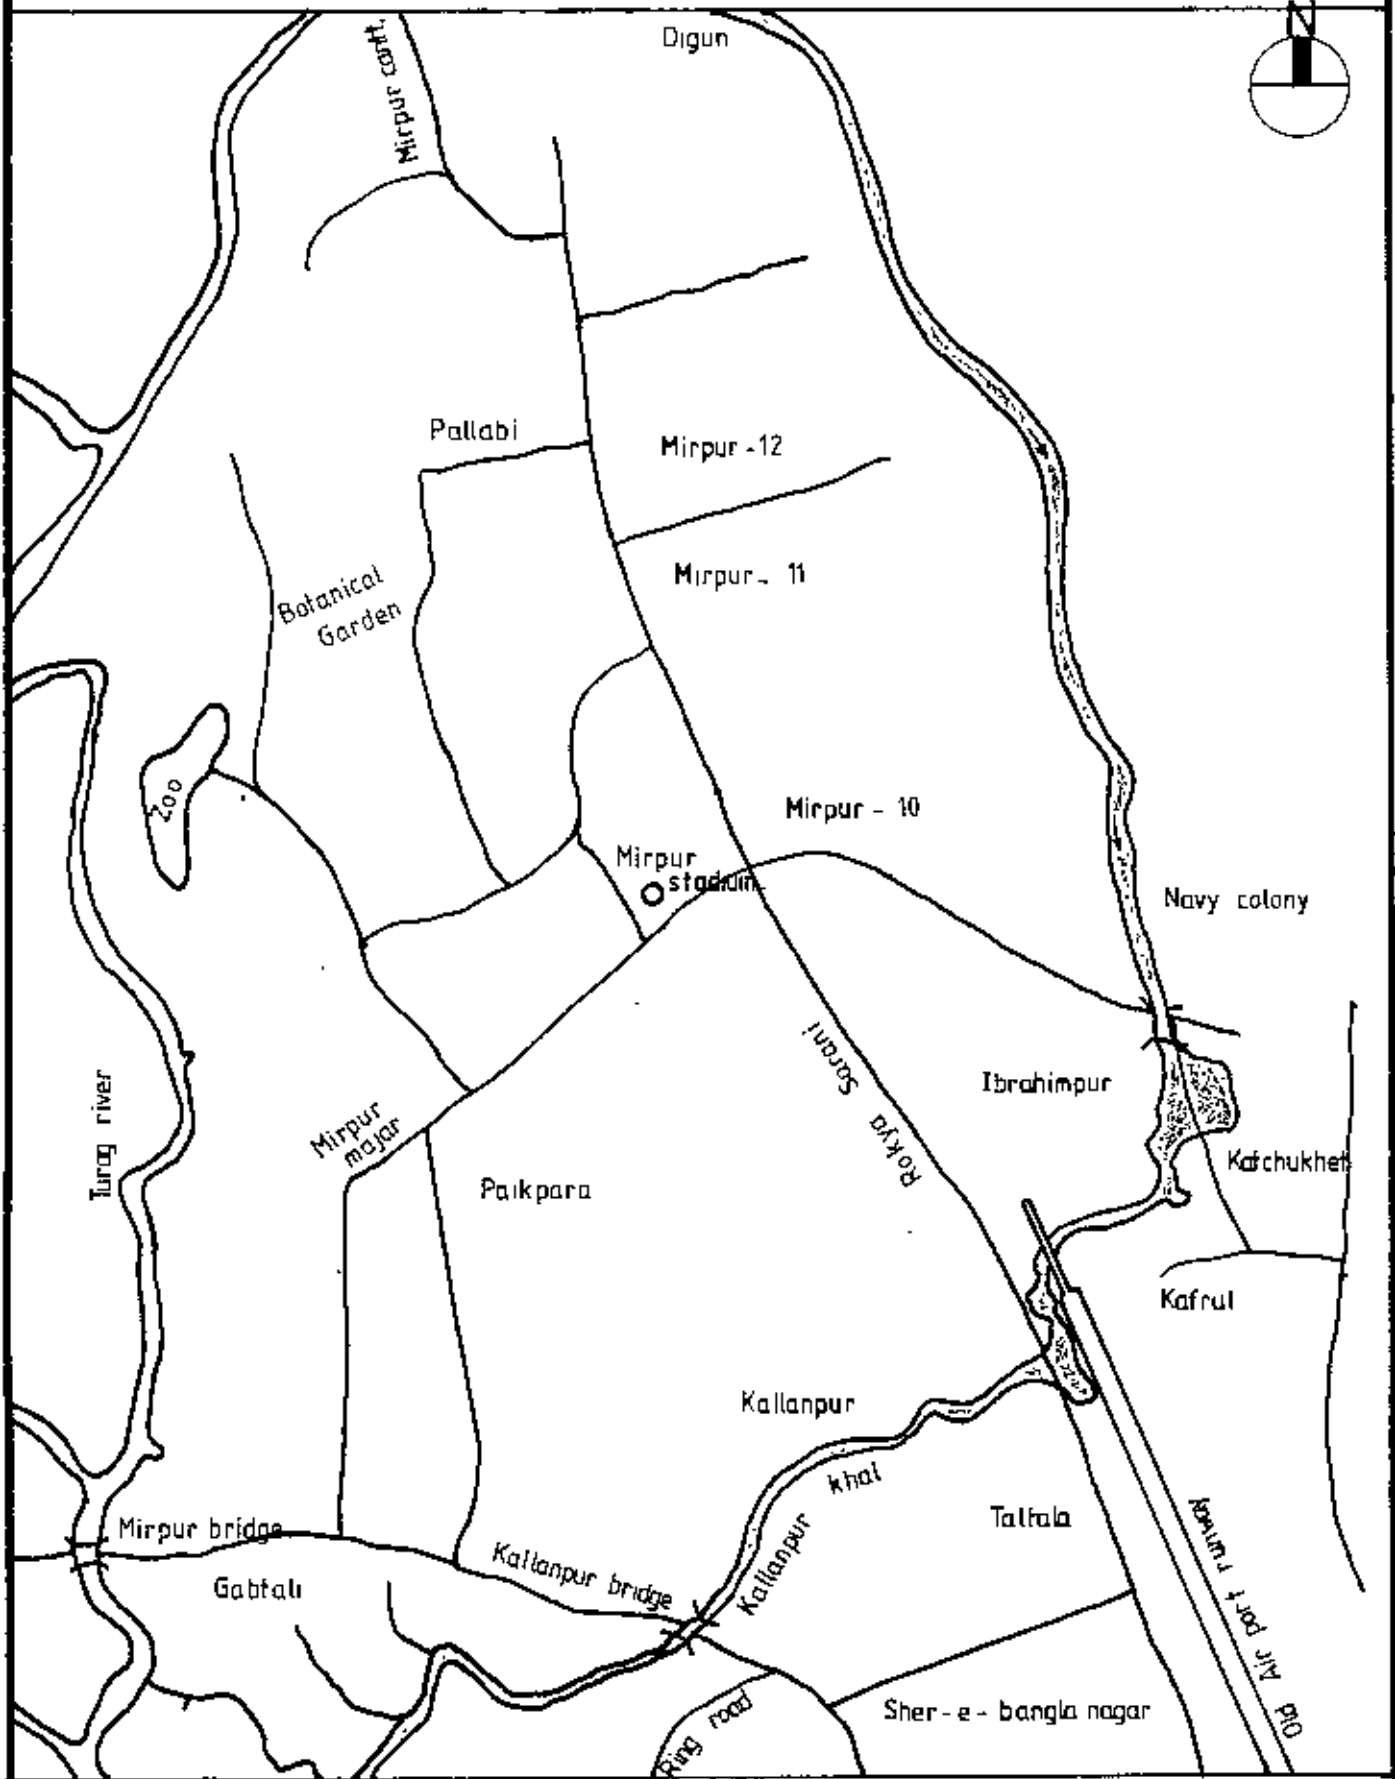 N
Digun
Mirpur cantt.
Pallabi
Mirpur - 12
Mirpur - 11
Botanical
Garden
Zoo
Mirpur - 10
Mirpur
stadium
Navy colony
Rokya Sarani
Ibrahimpur
Turag river
Mirpur
majar
Paikpara
Kafchukhet
Kafrul
Kallanpur
khal
Taltala
Mirpur bridge
Kallanpur bridge
Kallanpur
Gabtali
Old Air port runway
Ring road
Sher - e - bangla nagar